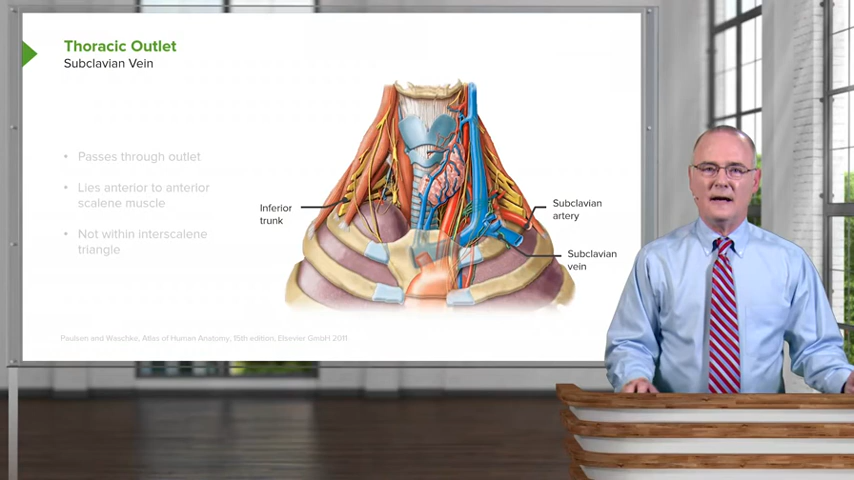 Thoracic Outlet
Subclavian Vein
• Passes through outlet
• Lies anterior to anterior
scalene muscle
• Not within interscalene
triangle
Inferior
trunk
Subclavian
artery
Subclavian
vein
Paulsen and Waschke, Atlas of Human Anatomy, 15th edition, Elsevier GmbH 2011